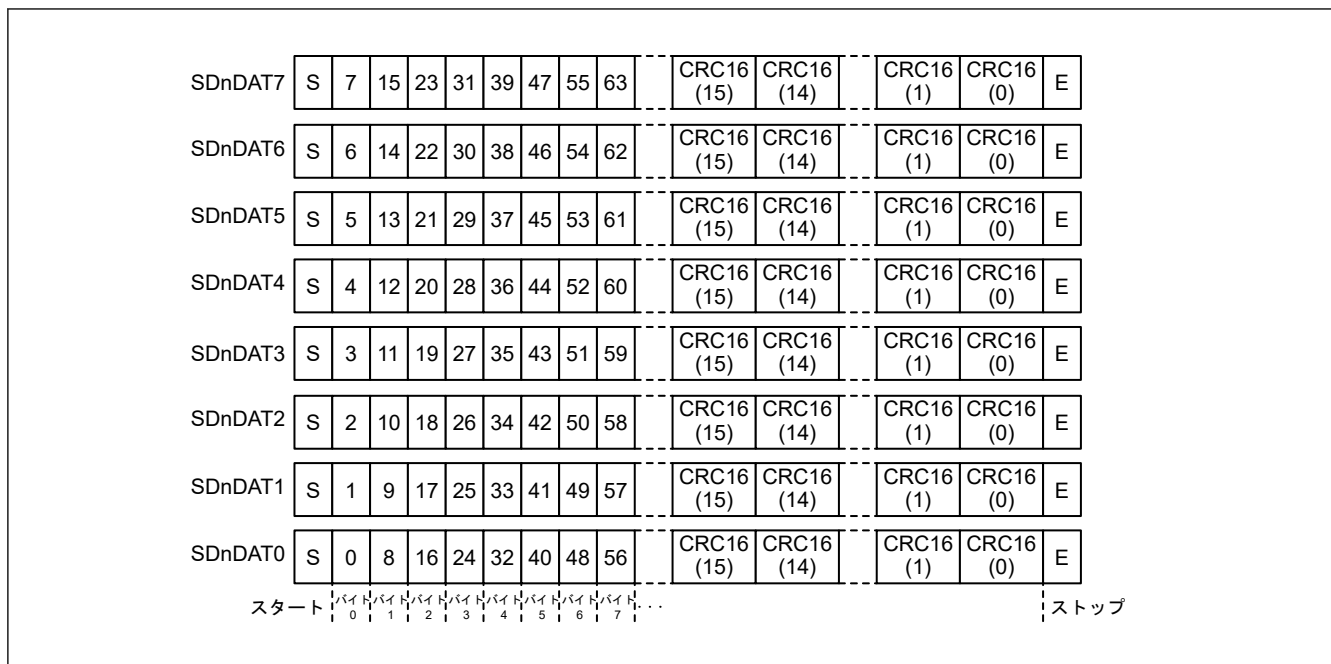 SDnDAT7 S 7 15 23 31 39 47 55 63 CRC16 (15) CRC16 (14) CRC16 (1) CRC16 (0) E
SDnDAT6 S 6 14 22 30 38 46 54 62 CRC16 (15) CRC16 (14) CRC16 (1) CRC16 (0) E
SDnDAT5 S 5 13 21 29 37 45 53 61 CRC16 (15) CRC16 (14) CRC16 (1) CRC16 (0) E
SDnDAT4 S 4 12 20 28 36 44 52 60 CRC16 (15) CRC16 (14) CRC16 (1) CRC16 (0) E
SDnDAT3 S 3 11 19 27 35 43 51 59 CRC16 (15) CRC16 (14) CRC16 (1) CRC16 (0) E
SDnDAT2 S 2 10 18 26 34 42 50 58 CRC16 (15) CRC16 (14) CRC16 (1) CRC16 (0) E
SDnDAT1 S 1 9 17 25 33 41 49 57 CRC16 (15) CRC16 (14) CRC16 (1) CRC16 (0) E
SDnDAT0 S 0 8 16 24 32 40 48 56 CRC16 (15) CRC16 (14) CRC16 (1) CRC16 (0) E
スタート バイト0 バイト1 バイト2 バイト3 バイト4 バイト5 バイト6 バイト7 ··· ストップ